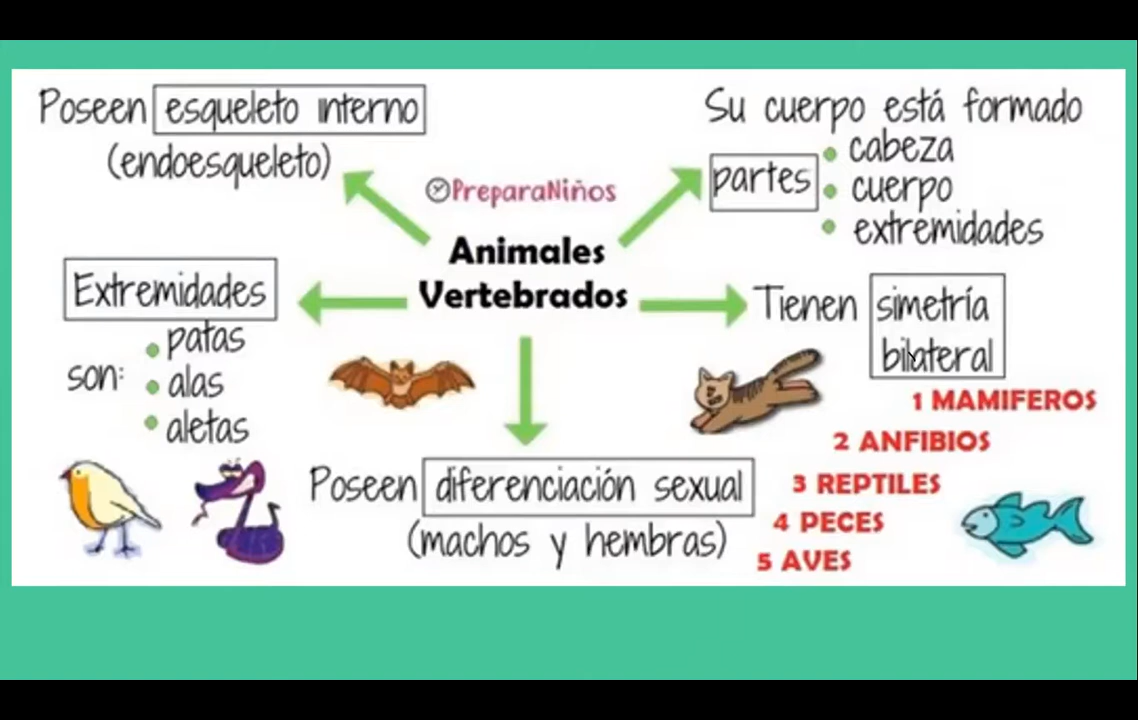 Poseen esqueleto interno
(endoesqueleto)
Su cuerpo está formado
partes
cabeza
cuerpo
extremidades
PreparaNiños
Animales
Vertebrados
Extremidades
son:
patas
alas
aletas
Tienen simetría
bilateral
Poseen diferenciación sexual
(machos y hembras)
1 MAMIFEROS
2 ANFIBIOS
3 REPTILES
4 PECES
5 AVES